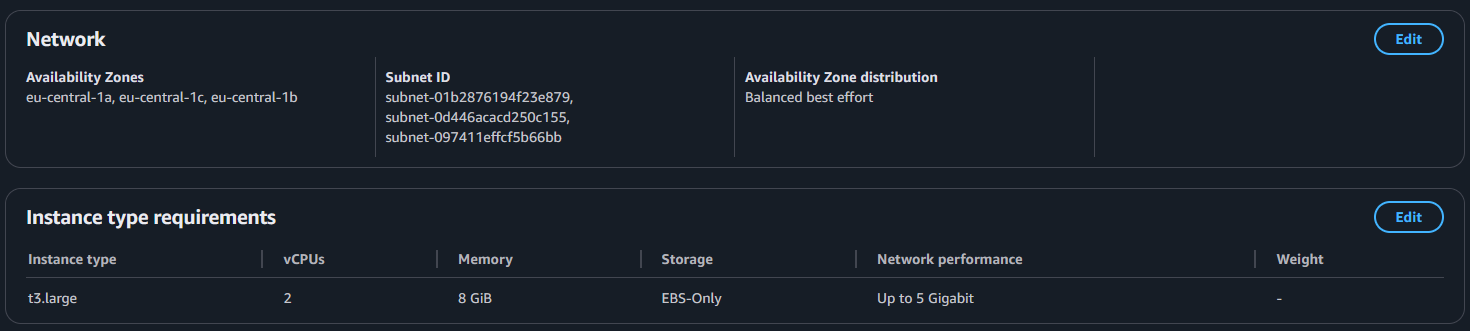 Network
Edit
Availability Zones
eu-central-1a, eu-central-1c, eu-central-1b
Subnet ID
subnet-01b2876194f23e879,
subnet-0d446acacd250c155,
subnet-097411effcf5b66bb
Availability Zone distribution
Balanced best effort
Instance type requirements
Edit
Instance type vCPUs Memory Storage Network performance Weight
t3.large 2 8 GiB EBS-Only Up to 5 Gigabit -